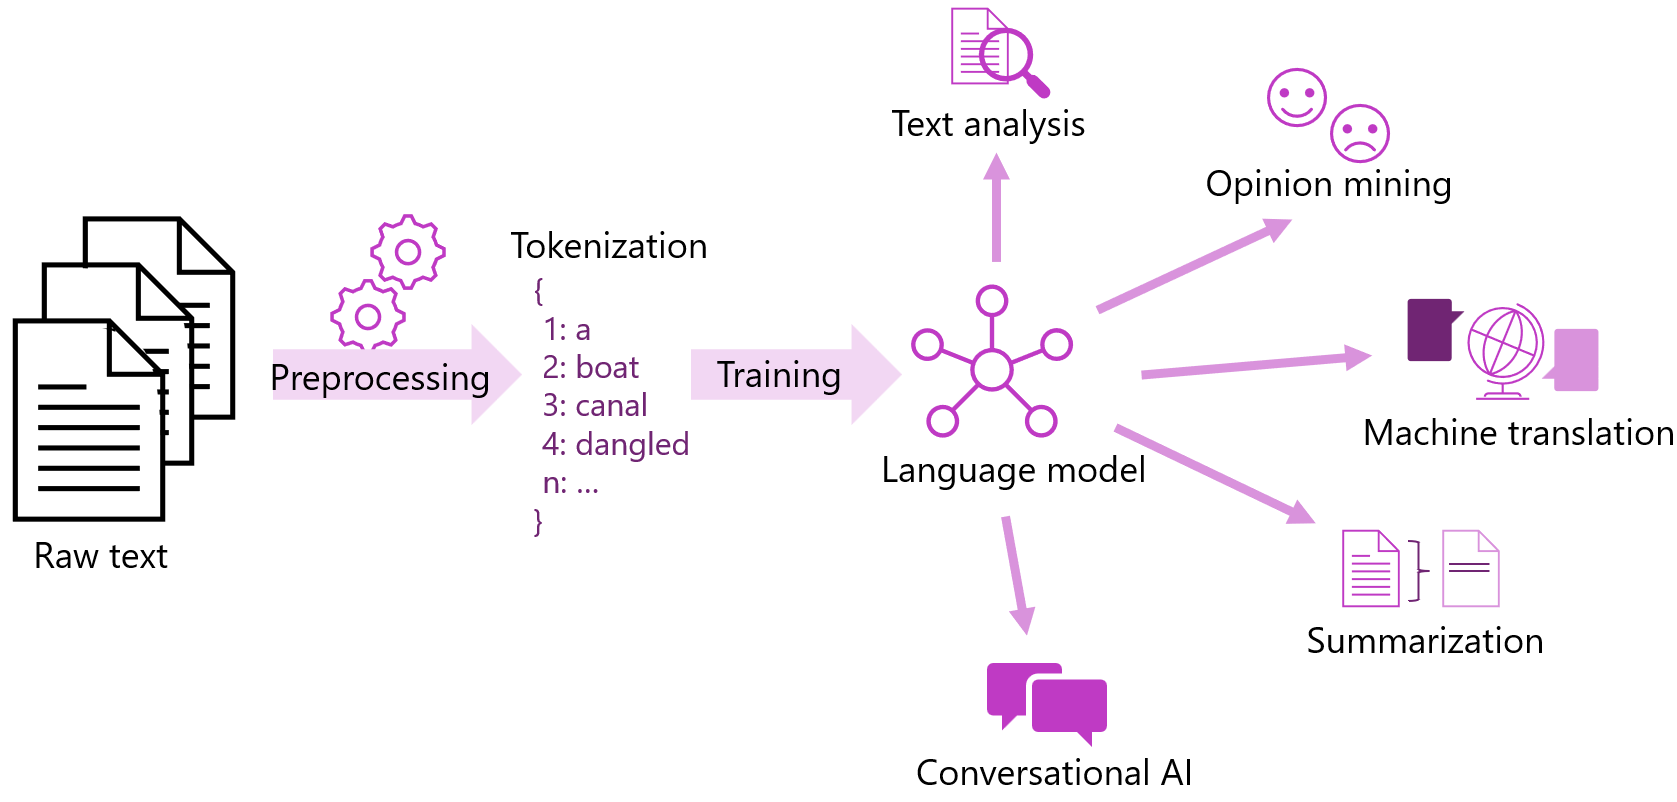 Raw text
Preprocessing
Tokenization
{
1: a
2: boat
3: canal
4: dangled
n: ...
}
Training
Language model
Text analysis
Opinion mining
Machine translation
Summarization
Conversational AI